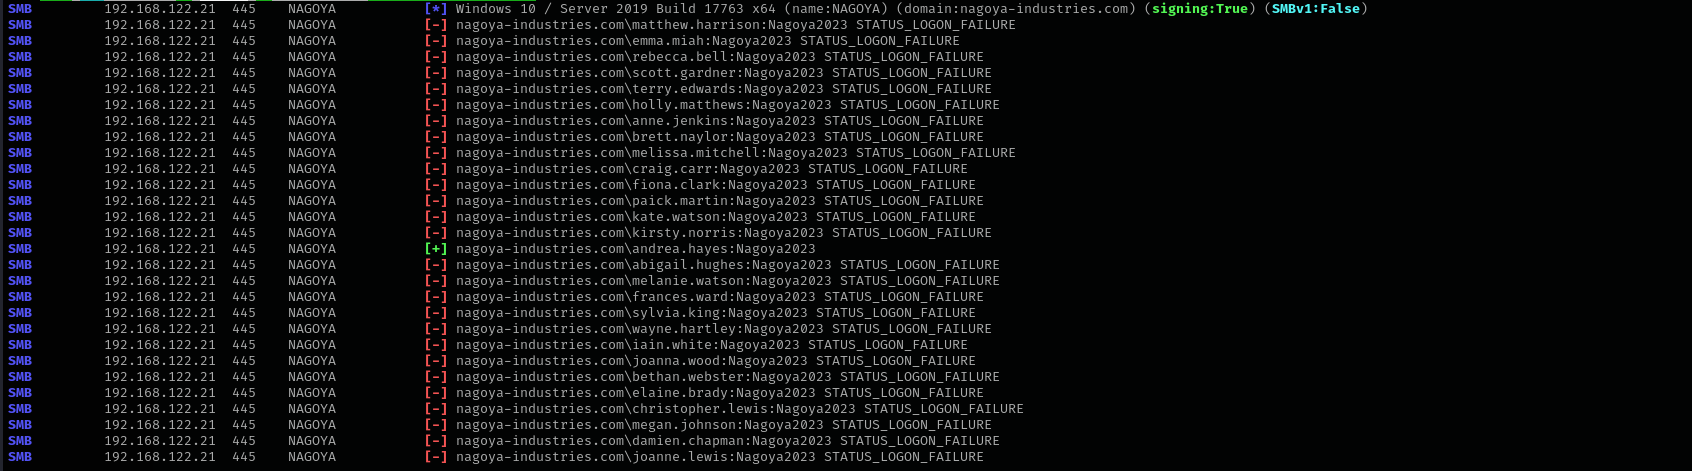 SMB 192.168.122.21 445 NAGOYA [*] Windows 10 / Server 2019 Build 17763 x64 (name:NAGOYA) (domain:nagoya-industries.com) (signing:True) (SMBv1:False)
SMB 192.168.122.21 445 NAGOYA [-] nagoya-industries.com\matthew.harrison:Nagoya2023 STATUS_LOGON_FAILURE
SMB 192.168.122.21 445 NAGOYA [-] nagoya-industries.com\emma.miah:Nagoya2023 STATUS_LOGON_FAILURE
SMB 192.168.122.21 445 NAGOYA [-] nagoya-industries.com\rebecca.bell:Nagoya2023 STATUS_LOGON_FAILURE
SMB 192.168.122.21 445 NAGOYA [-] nagoya-industries.com\scott.gardner:Nagoya2023 STATUS_LOGON_FAILURE
SMB 192.168.122.21 445 NAGOYA [-] nagoya-industries.com\terry.edwards:Nagoya2023 STATUS_LOGON_FAILURE
SMB 192.168.122.21 445 NAGOYA [-] nagoya-industries.com\holly.matthews:Nagoya2023 STATUS_LOGON_FAILURE
SMB 192.168.122.21 445 NAGOYA [-] nagoya-industries.com\anne.jenkins:Nagoya2023 STATUS_LOGON_FAILURE
SMB 192.168.122.21 445 NAGOYA [-] nagoya-industries.com\brett.naylor:Nagoya2023 STATUS_LOGON_FAILURE
SMB 192.168.122.21 445 NAGOYA [-] nagoya-industries.com\melissa.mitchell:Nagoya2023 STATUS_LOGON_FAILURE
SMB 192.168.122.21 445 NAGOYA [-] nagoya-industries.com\craig.carr:Nagoya2023 STATUS_LOGON_FAILURE
SMB 192.168.122.21 445 NAGOYA [-] nagoya-industries.com\fiona.clark:Nagoya2023 STATUS_LOGON_FAILURE
SMB 192.168.122.21 445 NAGOYA [-] nagoya-industries.com\paick.martin:Nagoya2023 STATUS_LOGON_FAILURE
SMB 192.168.122.21 445 NAGOYA [-] nagoya-industries.com\kate.watson:Nagoya2023 STATUS_LOGON_FAILURE
SMB 192.168.122.21 445 NAGOYA [-] nagoya-industries.com\kirsty.norris:Nagoya2023 STATUS_LOGON_FAILURE
SMB 192.168.122.21 445 NAGOYA [+] nagoya-industries.com\andrea.hayes:Nagoya2023
SMB 192.168.122.21 445 NAGOYA [-] nagoya-industries.com\abigail.hughes:Nagoya2023 STATUS_LOGON_FAILURE
SMB 192.168.122.21 445 NAGOYA [-] nagoya-industries.com\melanie.watson:Nagoya2023 STATUS_LOGON_FAILURE
SMB 192.168.122.21 445 NAGOYA [-] nagoya-industries.com\frances.ward:Nagoya2023 STATUS_LOGON_FAILURE
SMB 192.168.122.21 445 NAGOYA [-] nagoya-industries.com\sylvia.king:Nagoya2023 STATUS_LOGON_FAILURE
SMB 192.168.122.21 445 NAGOYA [-] nagoya-industries.com\wayne.hartley:Nagoya2023 STATUS_LOGON_FAILURE
SMB 192.168.122.21 445 NAGOYA [-] nagoya-industries.com\iain.white:Nagoya2023 STATUS_LOGON_FAILURE
SMB 192.168.122.21 445 NAGOYA [-] nagoya-industries.com\joanna.wood:Nagoya2023 STATUS_LOGON_FAILURE
SMB 192.168.122.21 445 NAGOYA [-] nagoya-industries.com\bethan.webster:Nagoya2023 STATUS_LOGON_FAILURE
SMB 192.168.122.21 445 NAGOYA [-] nagoya-industries.com\elaine.brady:Nagoya2023 STATUS_LOGON_FAILURE
SMB 192.168.122.21 445 NAGOYA [-] nagoya-industries.com\christopher.lewis:Nagoya2023 STATUS_LOGON_FAILURE
SMB 192.168.122.21 445 NAGOYA [-] nagoya-industries.com\megan.johnson:Nagoya2023 STATUS_LOGON_FAILURE
SMB 192.168.122.21 445 NAGOYA [-] nagoya-industries.com\damien.chapman:Nagoya2023 STATUS_LOGON_FAILURE
SMB 192.168.122.21 445 NAGOYA [-] nagoya-industries.com\joanne.lewis:Nagoya2023 STATUS_LOGON_FAILURE